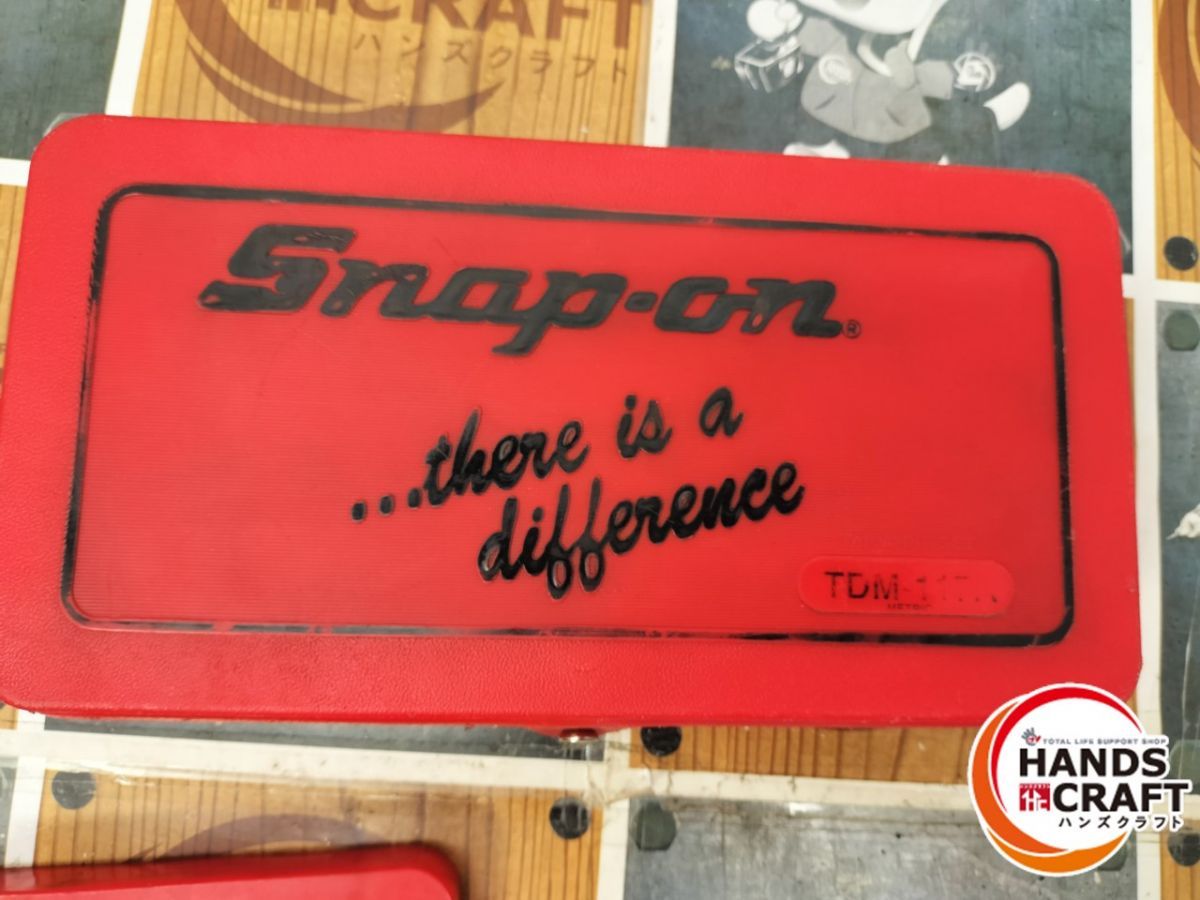 CRAFT
ハンズクラフト
Snap-on®
...there is a
difference
METRIC
TOTAL LIFE SUPPORT SHOP
HANDS
CRAFT
ハンズクラフト